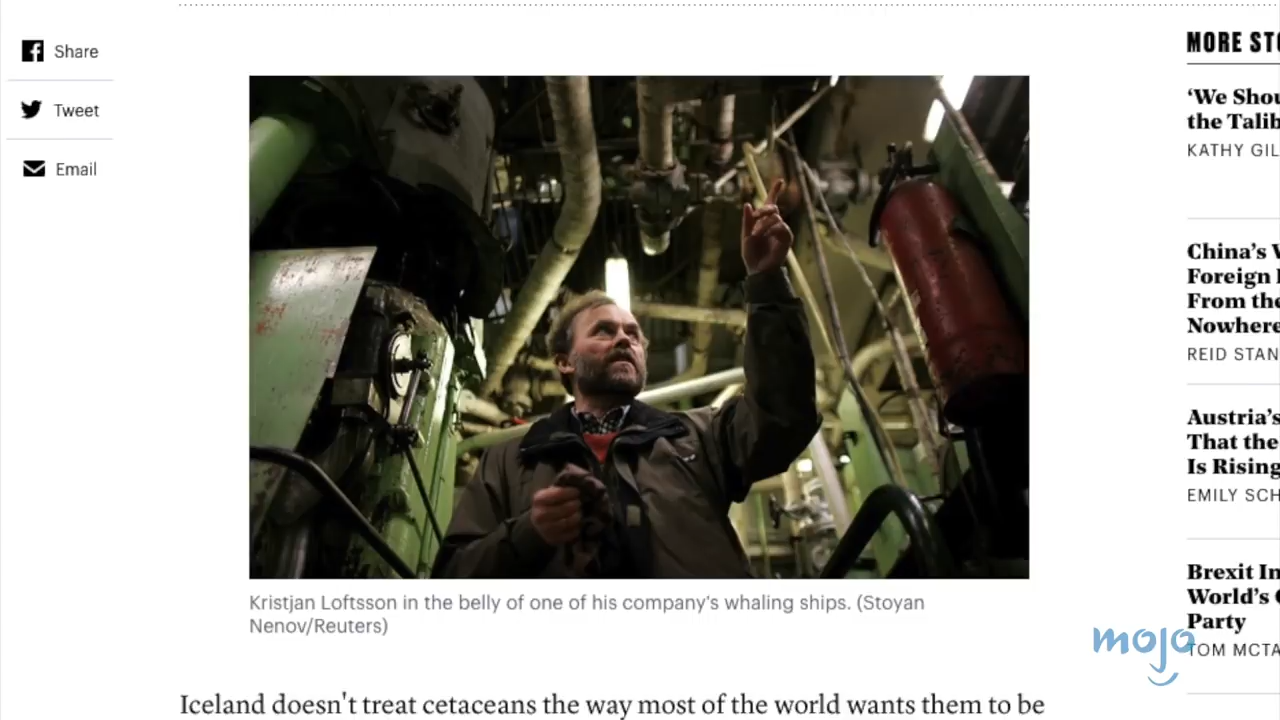 Share
Tweet
Email
Kristjan Loftsson in the belly of one of his company's whaling ships. (Stoyan
Nenov/Reuters)
Iceland doesn't treat cetaceans the way most of the world wants them to be
MORE STO
‘We Shou
the Talib
KATHY GIL
China’s W
Foreign
From the
Nowhere
REID STAN
Austria’s
That the
Is Rising
EMILY SCH
Brexit In
World’s
Party
TOM MCTA
mojo